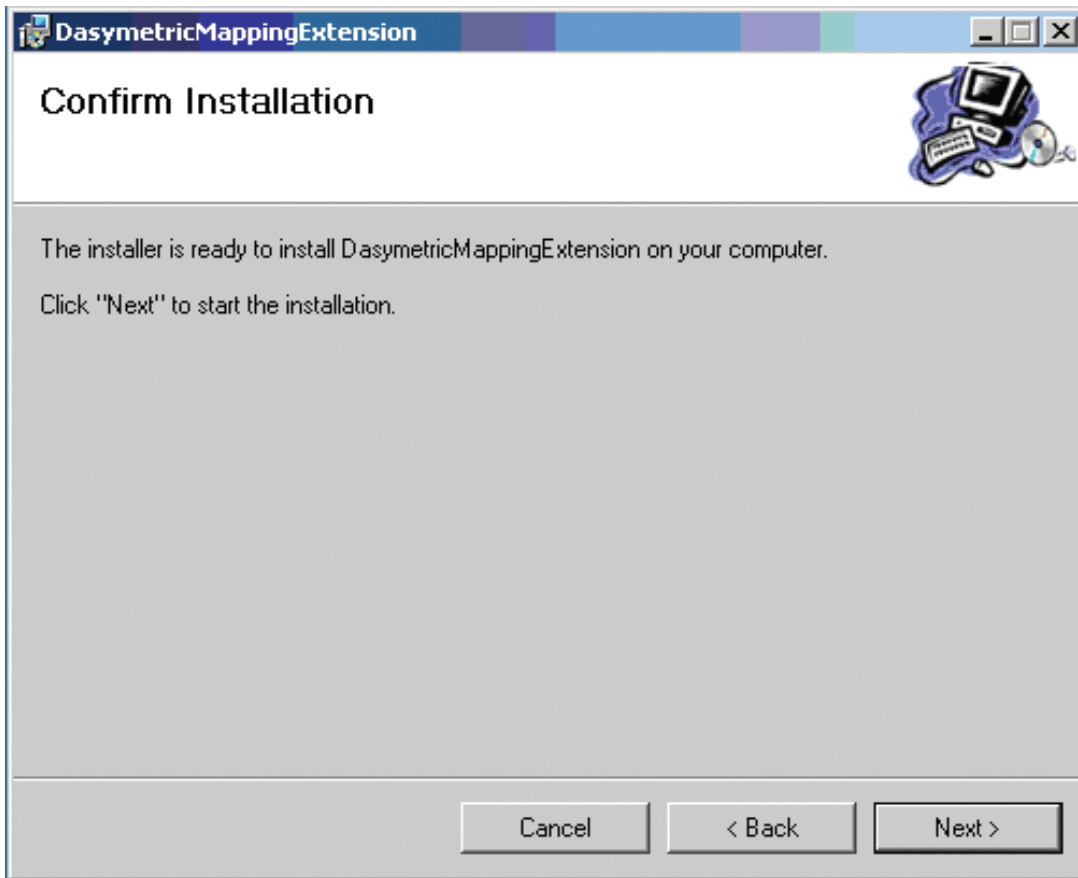 DasymetricMappingExtension
Confirm Installation
The installer is ready to install DasymetricMappingExtension on your computer.
Click "Next" to start the installation.
Cancel
< Back
Next >